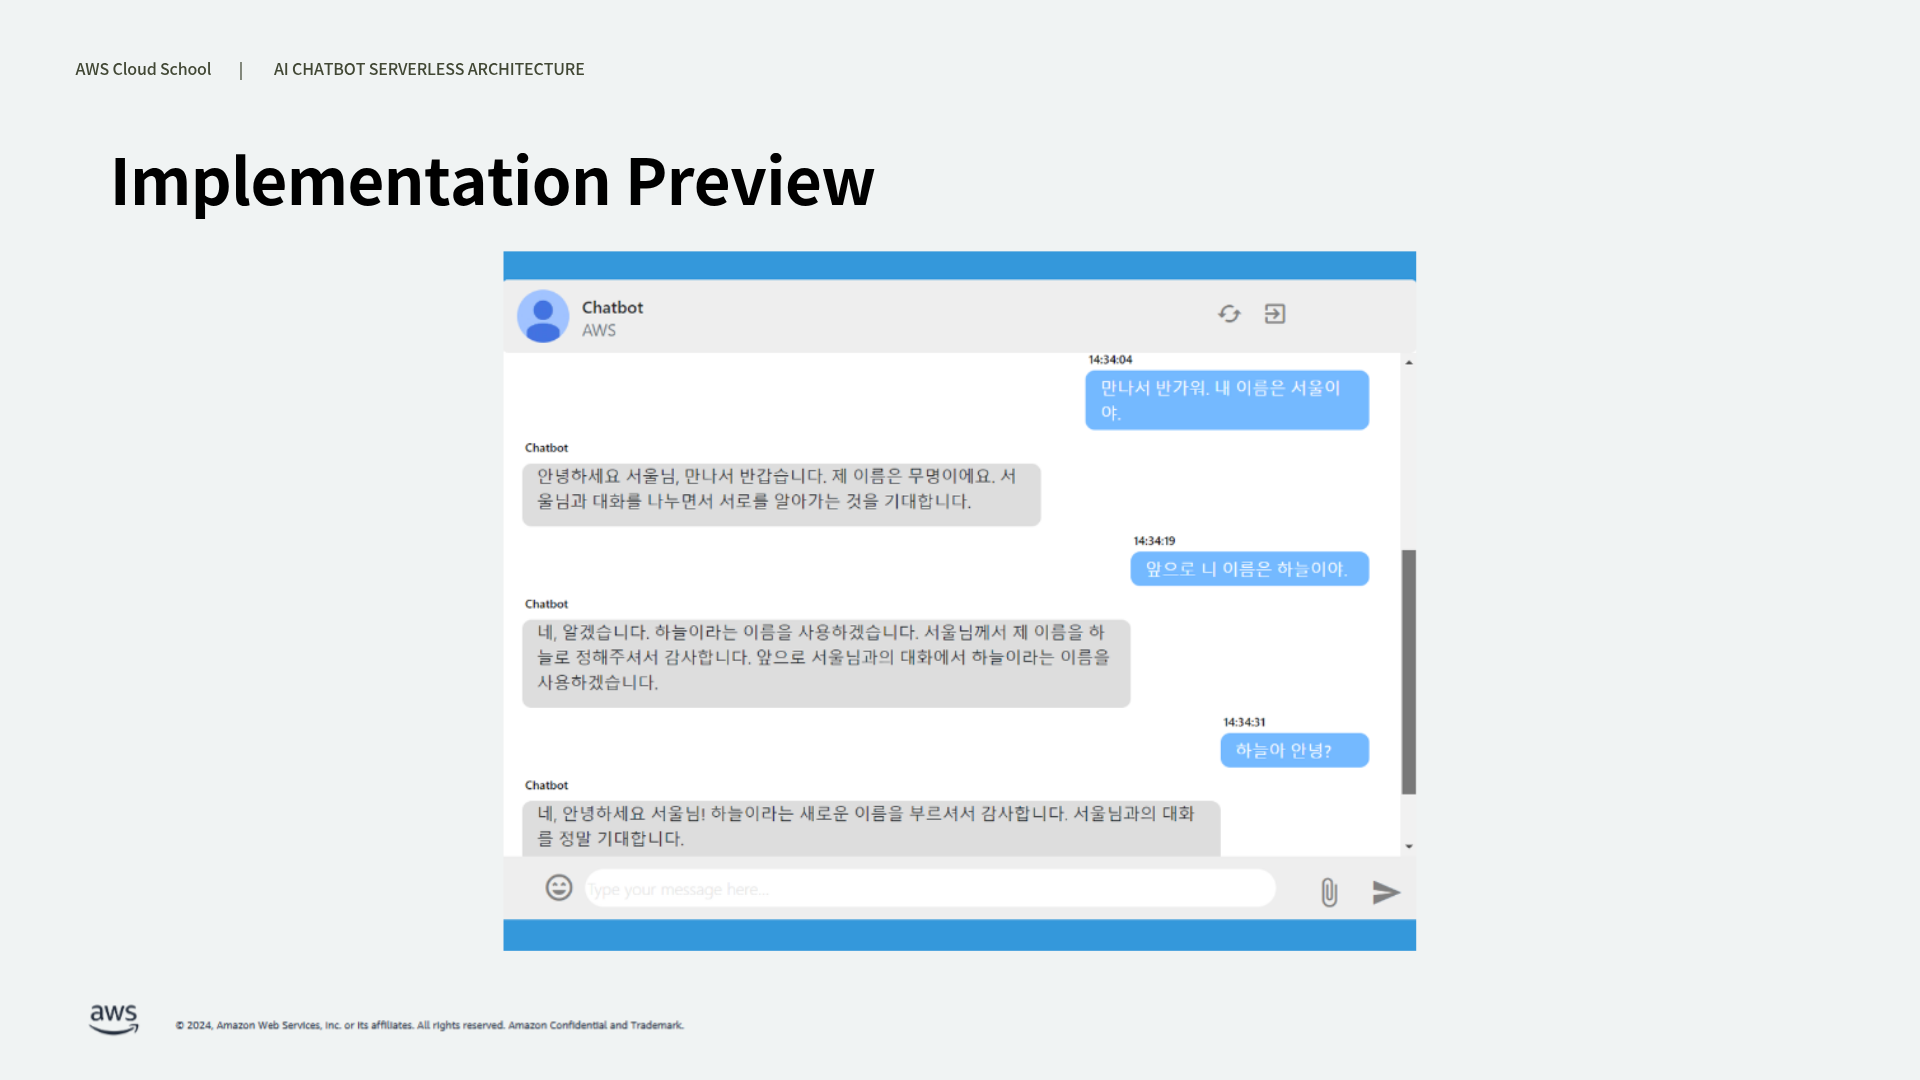 AWS Cloud School | AI CHATBOT SERVERLESS ARCHITECTURE
Implementation Preview
Chatbot
AWS
14:34:04
만나서 반가워. 내 이름은 서울이
야.
Chatbot
안녕하세요 서울님, 만나서 반갑습니다. 제 이름은 무명이에요. 서
울님과 대화를 나누면서 서로를 알아가는 것을 기대합니다.
14:34:19
앞으로 니 이름은 하늘이야.
Chatbot
네, 알겠습니다. 하늘이라는 이름을 사용하겠습니다. 서울님께서 제 이름을 하
늘로 정해주셔서 감사합니다. 앞으로 서울님과의 대화에서 하늘이라는 이름을
사용하겠습니다.
14:34:31
하늘아 안녕?
Chatbot
네, 안녕하세요 서울님! 하늘이라는 새로운 이름을 부르셔서 감사합니다. 서울님과의 대화
를 정말 기대합니다.
Type your message here...
aws
© 2024, Amazon Web Services, Inc. or its affiliates. All rights reserved. Amazon Confidential and Trademark.